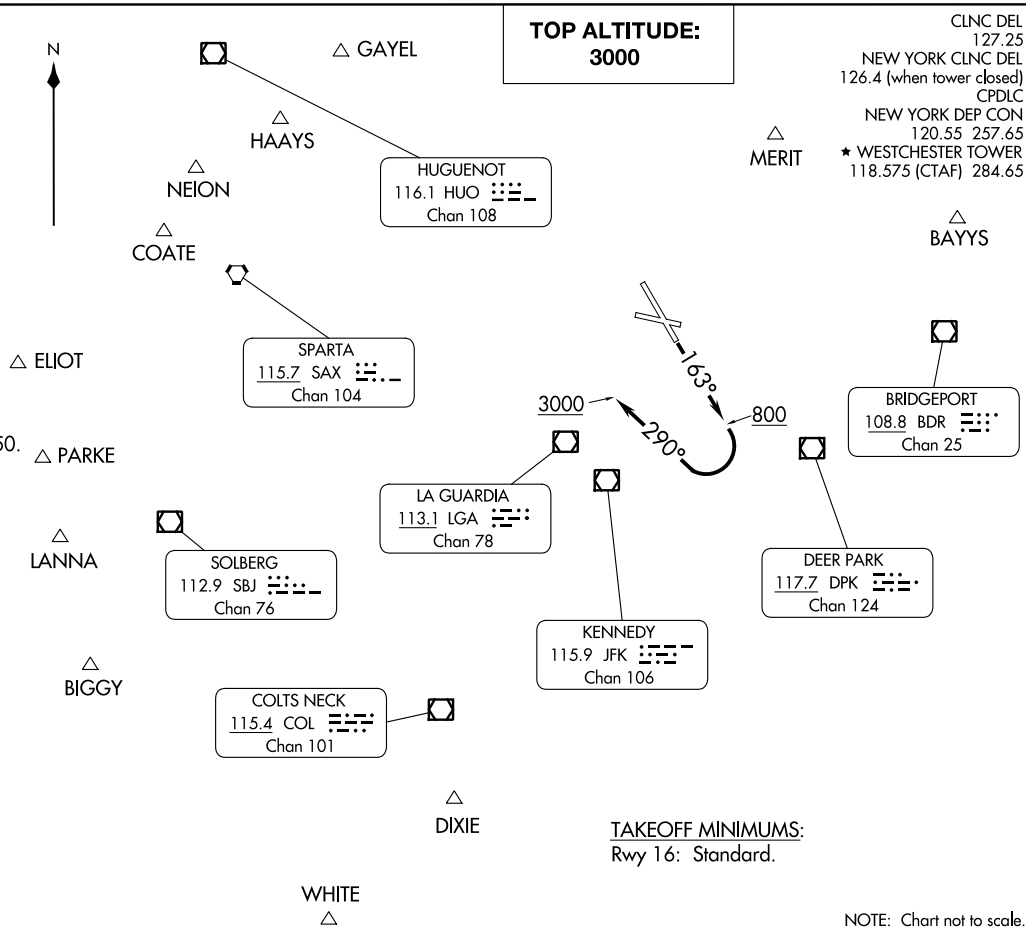 TOP ALTITUDE:
3000
CLNC DEL
127.25
NEW YORK CLNC DEL
126.4 (when tower closed)
CPDLC
NEW YORK DEP CON
120.55 257.65
★ WESTCHESTER TOWER
118.575 (CTAF) 284.65
N
GAYEL
HAAYS
NEION
COATE
MERIT
BAYYS
HUGUENOT
116.1 HUO
Chan 108
SPARTA
115.7 SAX
Chan 104
ELIOT
50.
PARKE
LANNA
BIGGY
163°
800
290°
3000
BRIDGEPORT
108.8 BDR
Chan 25
LA GUARDIA
113.1 LGA
Chan 78
SOLBERG
112.9 SBJ
Chan 76
DEER PARK
117.7 DPK
Chan 124
KENNEDY
115.9 JFK
Chan 106
COLTS NECK
115.4 COL
Chan 101
DIXIE
WHITE
TAKEOFF MINIMUMS:
Rwy 16: Standard.
NOTE: Chart not to scale.